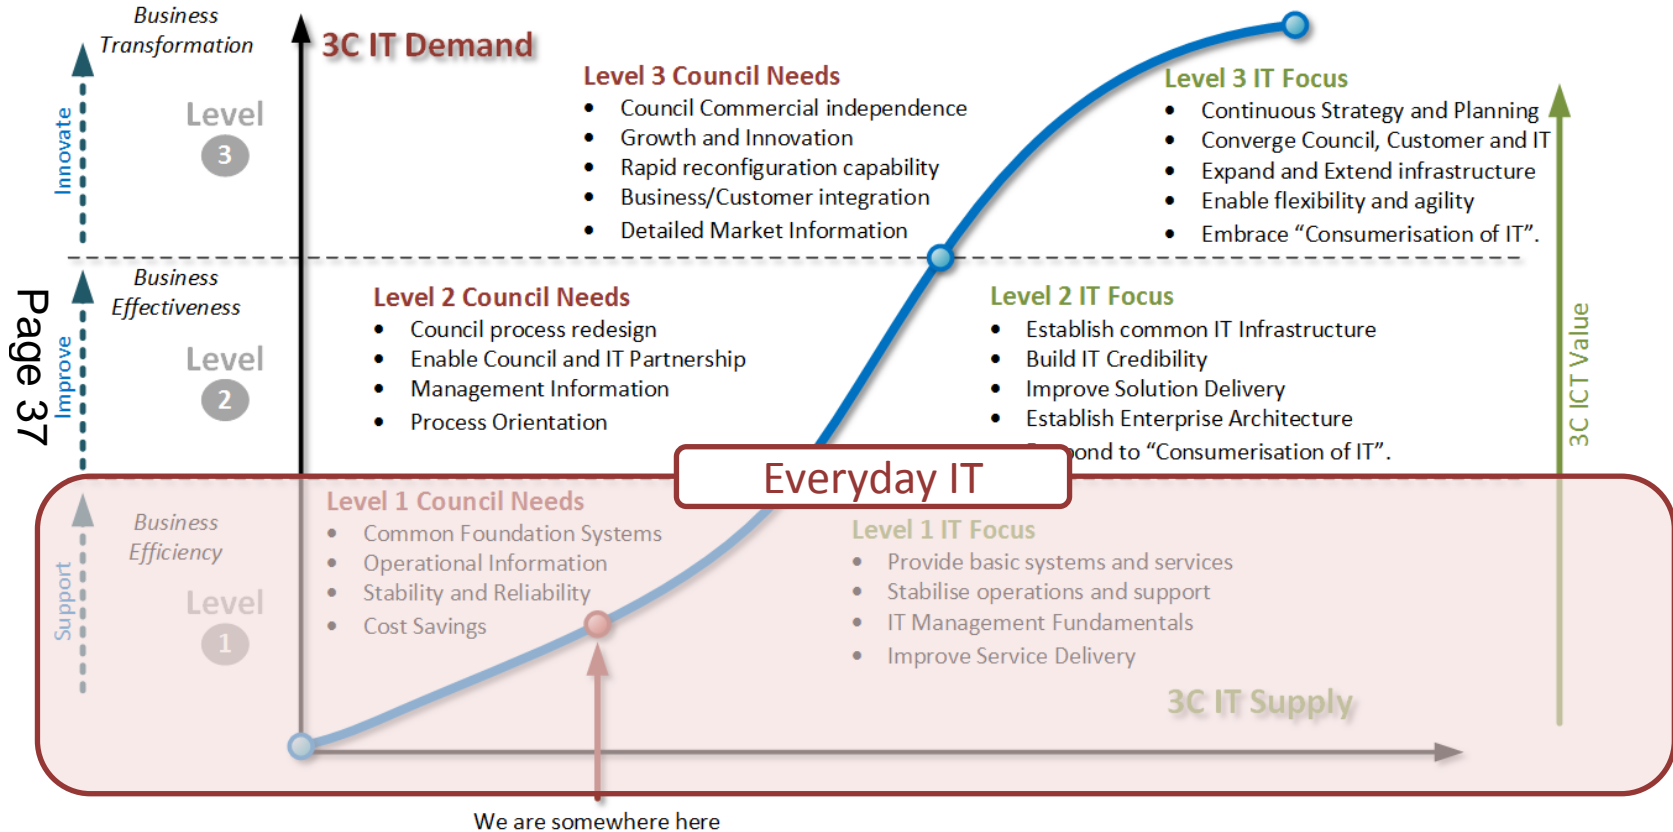 Business
Transformation
3C IT Demand
Innovate
Level
3
Level 3 Council Needs
• Council Commercial independence
• Growth and Innovation
• Rapid reconfiguration capability
• Business/Customer integration
• Detailed Market Information
Level 3 IT Focus
• Continuous Strategy and Planning
• Converge Council, Customer and IT
• Expand and Extend infrastructure
• Enable flexibility and agility
• Embrace “Consumerisation of IT”.
Business
Effectiveness
Page 37
Improve
Level
2
Level 2 Council Needs
• Council process redesign
• Enable Council and IT Partnership
• Management Information
• Process Orientation
Level 2 IT Focus
• Establish common IT Infrastructure
• Build IT Credibility
• Improve Solution Delivery
• Establish Enterprise Architecture
to “Consumerisation of IT”.
3C ICT Value
Everyday IT
Business
Efficiency
Support
Level
1
Level 1 Council Needs
• Common Foundation Systems
• Operational Information
• Stability and Reliability
• Cost Savings
Level 1 IT Focus
• Provide basic systems and services
• Stabilise operations and support
• IT Management Fundamentals
• Improve Service Delivery
3C IT Supply
We are somewhere here